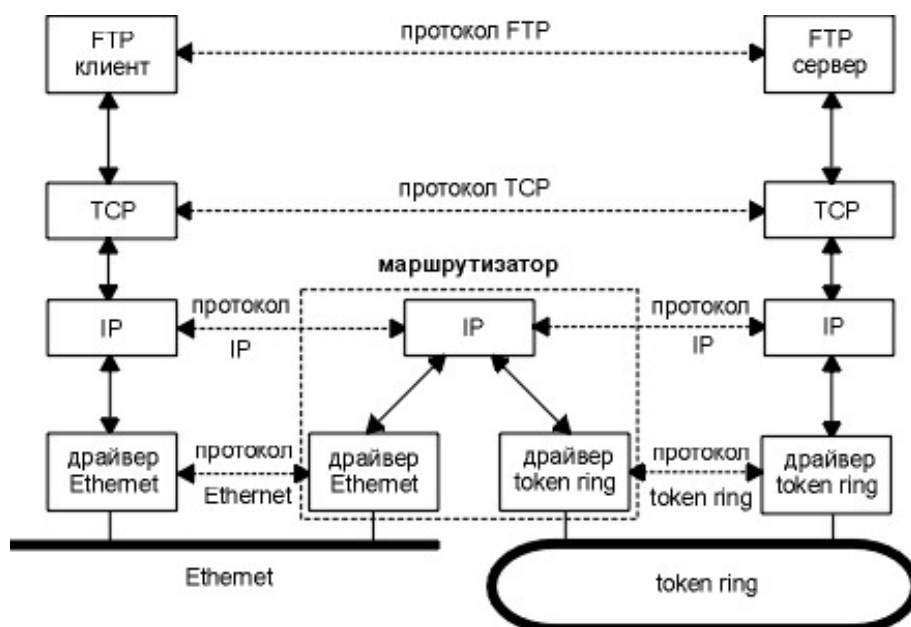 FTP
клиент
протокол FTP
FTP
сервер
TCP
протокол TCP
TCP
маршрутизатор
IP
протокол
IP
IP
протокол
IP
IP
драйвер
Ethernet
протокол
Ethernet
драйвер
Ethernet
драйвер
token ring
протокол
token ring
драйвер
token ring
Ethernet
token ring